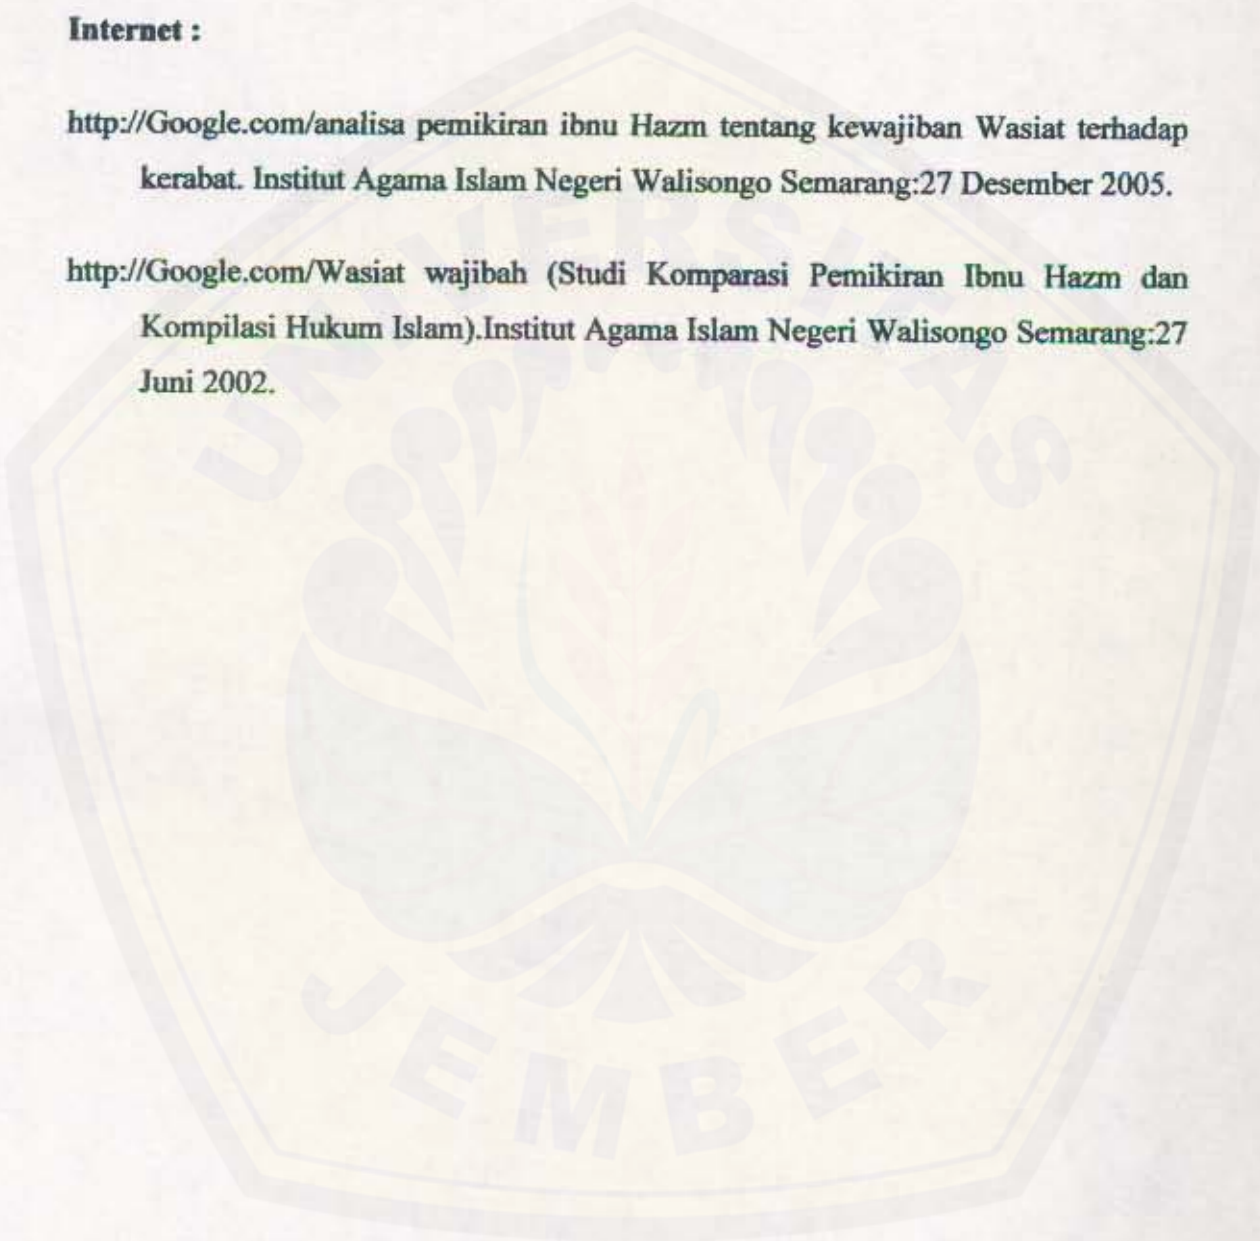 Internet :
http://Google.com/analisa pemikiran ibnu Hazm tentang kewajiban Wasiat terhadap
kerabat. Institut Agama Islam Negeri Walisongo Semarang:27 Desember 2005.
http://Google.com/Wasiat wajibah (Studi Komparasi Pemikiran Ibnu Hazm dan
Kompilasi Hukum Islam).Institut Agama Islam Negeri Walisongo Semarang:27
Juni 2002.
UNIVERSITAS
JEMBER